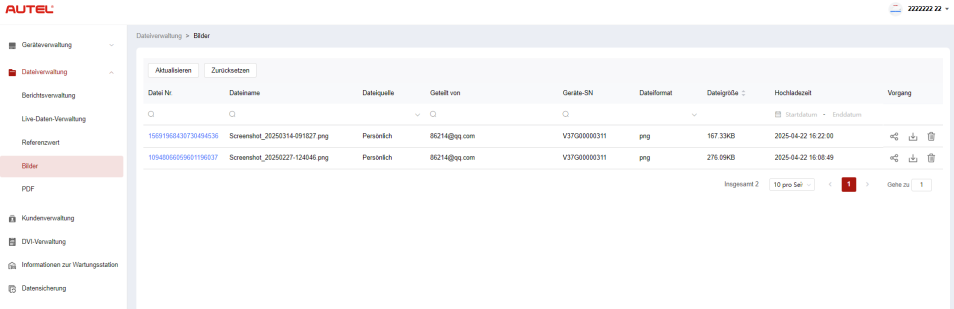 AUTEL
2222222 22
Geräteverwaltung
Dateiverwaltung
Berichtsverwaltung
Live-Daten-Verwaltung
Referenzwert
Bilder
PDF
Kundenverwaltung
DVI-Verwaltung
Informationen zur Wartungsstation
Datensicherung
Dateiverwaltung > Bilder
Aktualisieren Zurücksetzen
Datei Nr. Dateiname Dateiquelle Geteilt von Geräte-SN Dateiformat Dateigröße Hochladezeit Vorgang
Startdatum - Enddatum
15691968430730494536 Screenshot_20250314-091827.png Persönlich 86214@qq.com V37G00000311 png 167.33KB 2025-04-22 16:22:00
10948066059601196037 Screenshot_20250227-124046.png Persönlich 86214@qq.com V37G00000311 png 276.09KB 2025-04-22 16:08:49
Insgesamt 2 10 pro Sei < 1 > Gehe zu 1